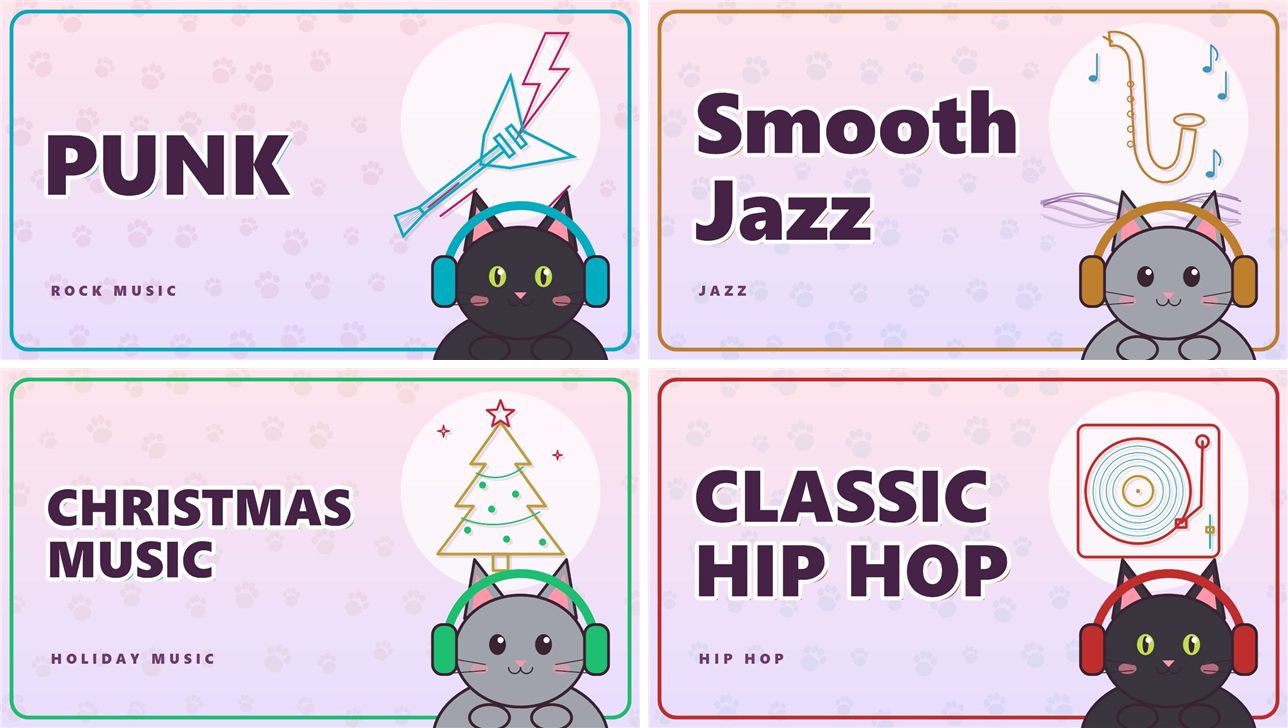 PUNK
ROCK MUSIC
Smooth
Jazz
JAZZ
CHRISTMAS
MUSIC
HOLIDAY MUSIC
CLASSIC
HIP HOP
HIP HOP